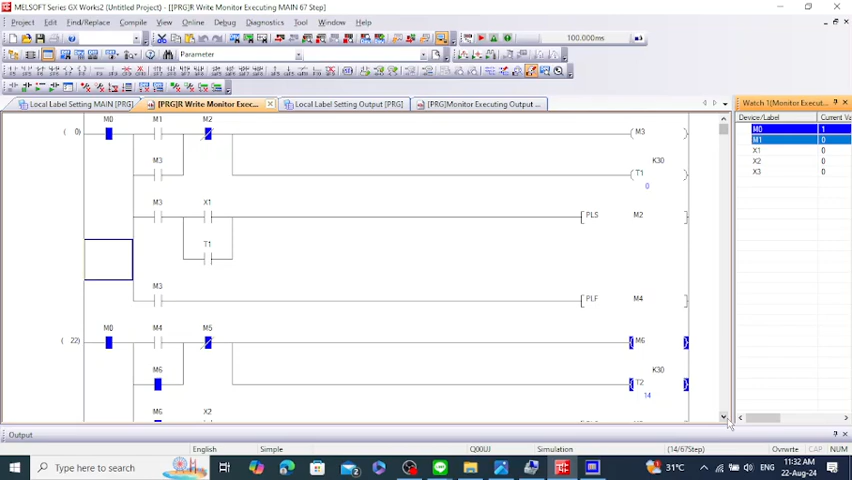 MELSOFT Series GX Works2 (Untitled Project) - [[PRG]R Write Monitor Executing MAIN 67 Step]
Project Edit Find/Replace Compile View Online Debug Diagnostics Tool Window Help
100.000ms
Parameter
Local Label Setting MAIN [PRG] [PRG]R Write Monitor Exec... Local Label Setting Output [PRG] [PRG]Monitor Executing Output ...
Watch 1(Monitor Execut...
Device/Label Current Va
M0 1
M1 0
X1 0
X2 0
X3 0
( 0) M0 M1 M2 M3
M3 K30
T1
0
M3 X1 PLS M2
T1
M3 PLF M4
( 22) M0 M4 M5 M6
M6 K30
T2
14
M6 X2
Output
English Simple Q00UJ Simulation (14/67Step) Ovrwrte CAP NUM
Type here to search 31°C ENG 11:32 AM
22-Aug-24